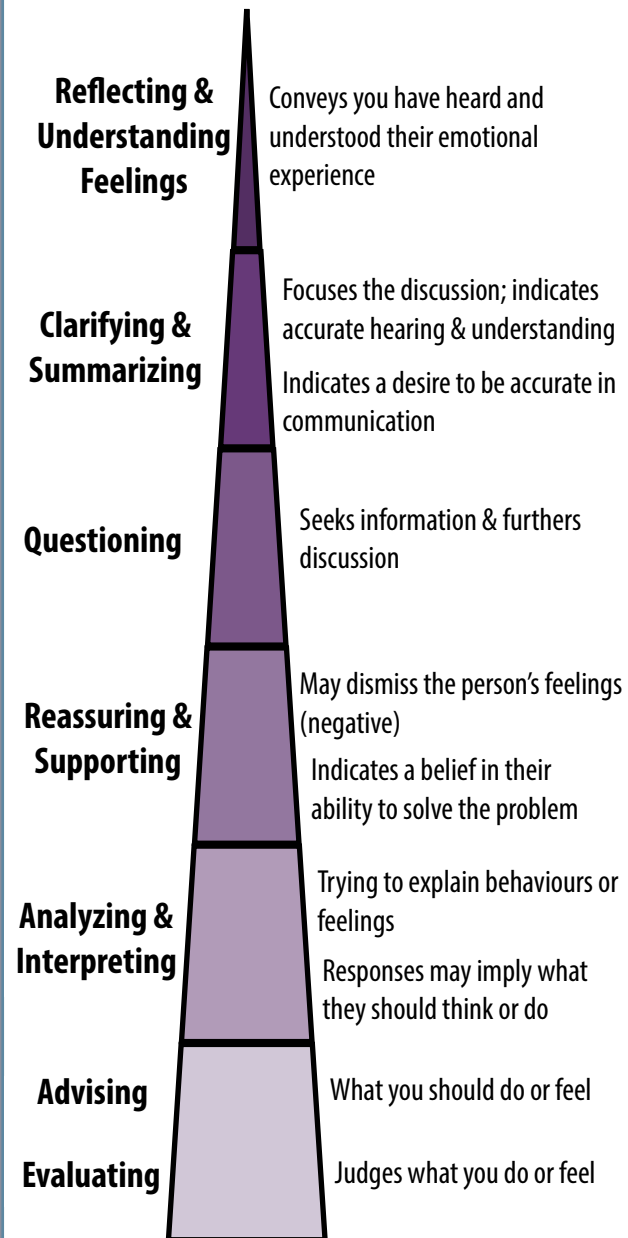 Reflecting &
Understanding
Feelings
Conveys you have heard and
understood their emotional
experience
Clarifying &
Summarizing
Focuses the discussion; indicates
accurate hearing & understanding
Indicates a desire to be accurate in
communication
Questioning
Seeks information & furthers
discussion
Reassuring &
Supporting
May dismiss the person’s feelings
(negative)
Indicates a belief in their
ability to solve the problem
Analyzing &
Interpreting
Trying to explain behaviours or
feelings
Responses may imply what
they should think or do
Advising
What you should do or feel
Evaluating
Judges what you do or feel